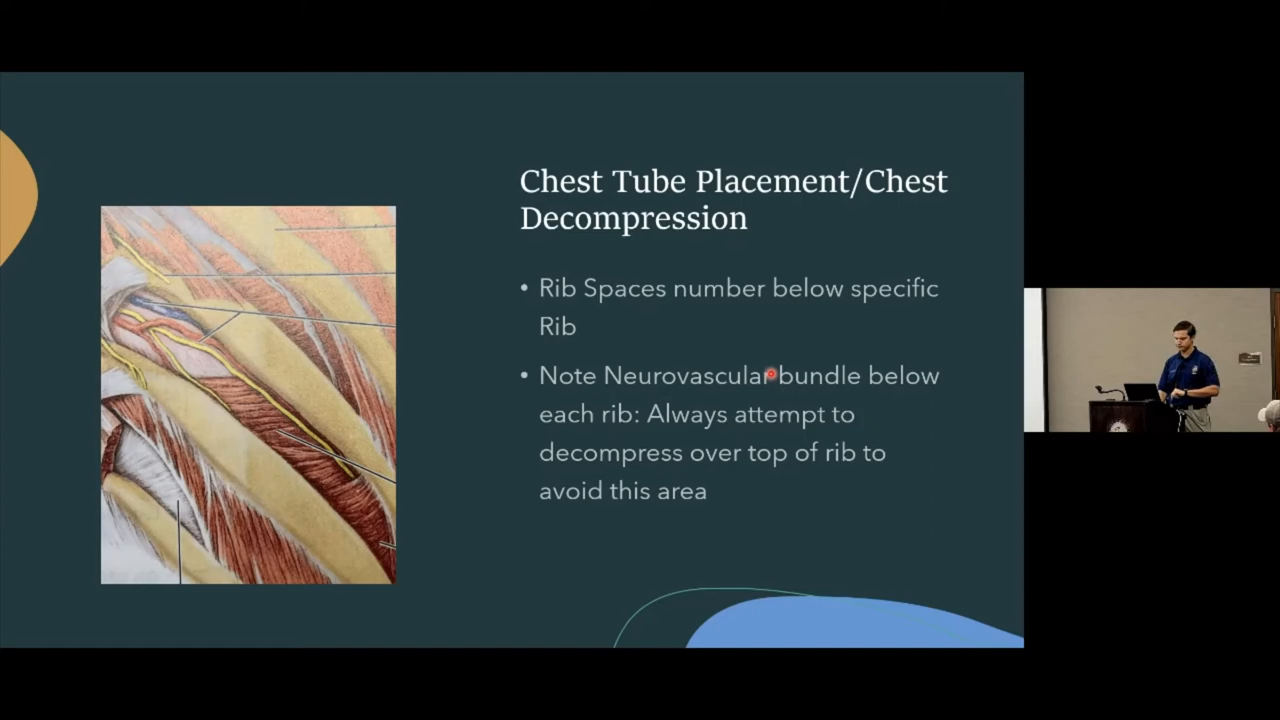 Chest Tube Placement/Chest
Decompression
• Rib Spaces number below specific
Rib
• Note Neurovascular bundle below
each rib: Always attempt to
decompress over top of rib to
avoid this area